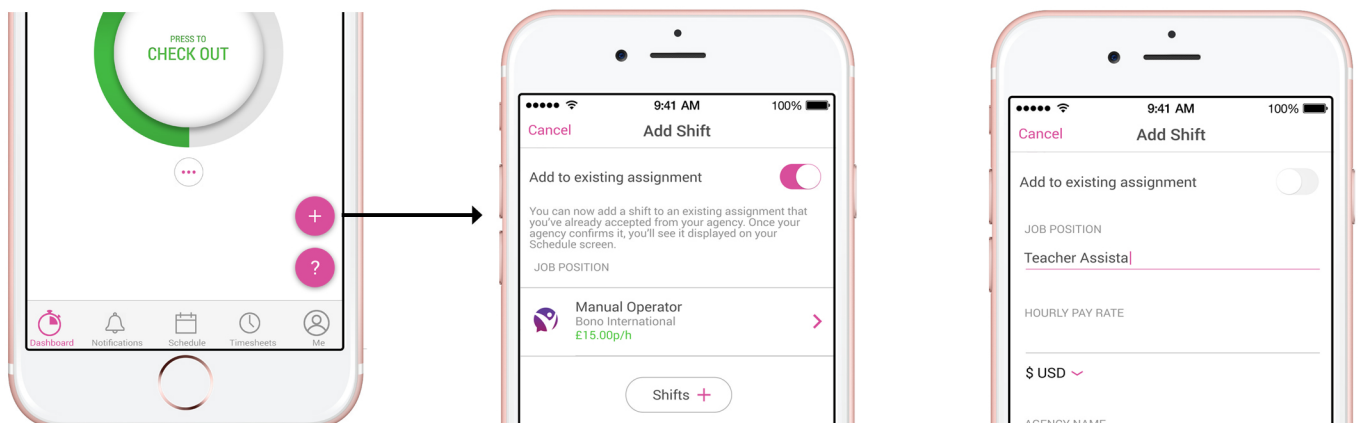 PRESS TO
CHECK OUT
+
?
Dashboard
Notifications
Schedule
Timesheets
Me
9:41 AM
100%
Cancel
Add Shift
Add to existing assignment
You can now add a shift to an existing assignment that
you've already accepted from your agency. Once your
agency confirms it, you'll see it displayed on your
Schedule screen.
JOB POSITION
Manual Operator
Bono International
£15.00p/h
Shifts +
9:41 AM
100%
Cancel
Add Shift
Add to existing assignment
JOB POSITION
Teacher Assista
HOURLY PAY RATE
$ USD
AGENCY NAME